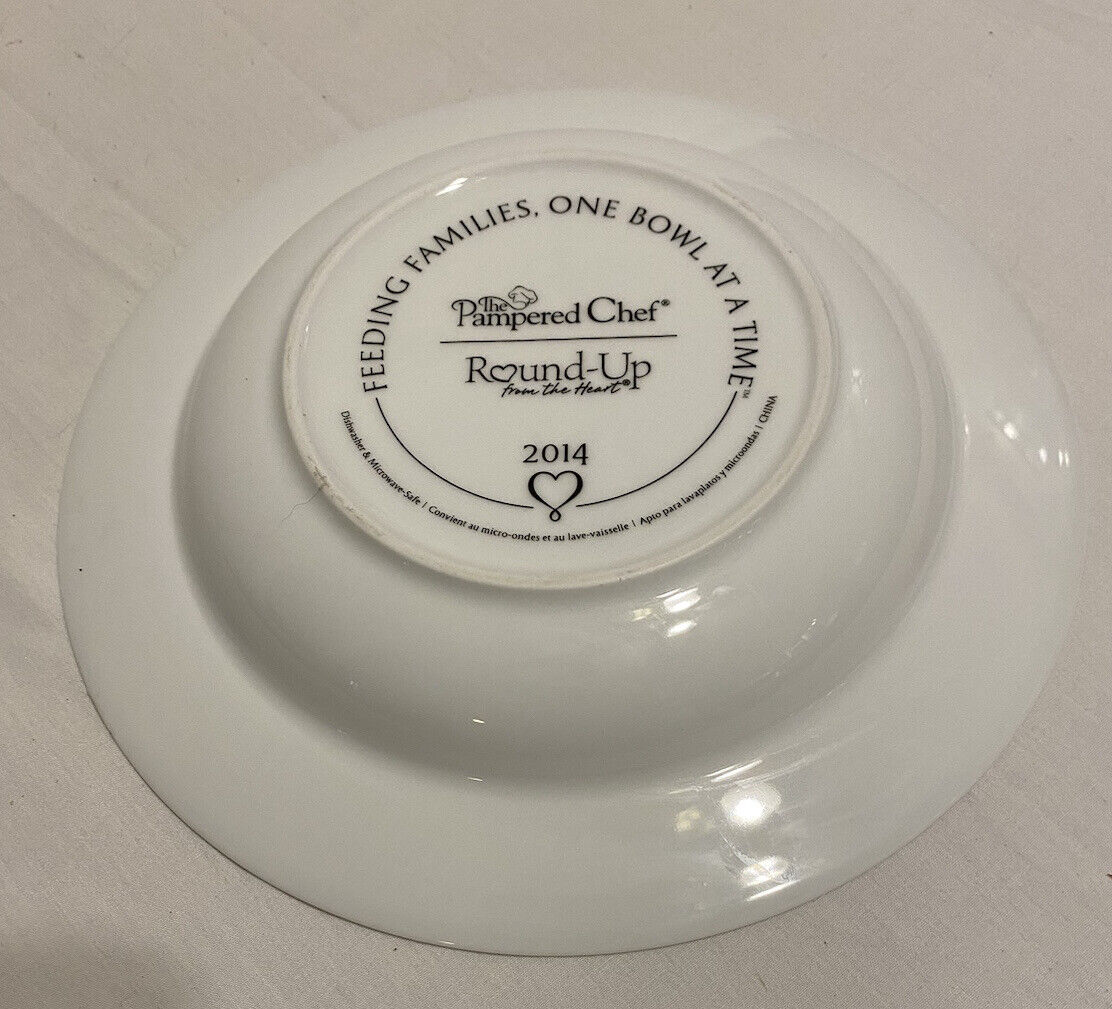 FEEDING FAMILIES, ONE BOWL AT A TIME™
The
Pampered Chef®
Round-Up
from the Heart®
2014
Dishwasher & Microwave-Safe | Convient au micro-ondes et au lave-vaisselle | Apto para lavaplatos y microondas | CHINA